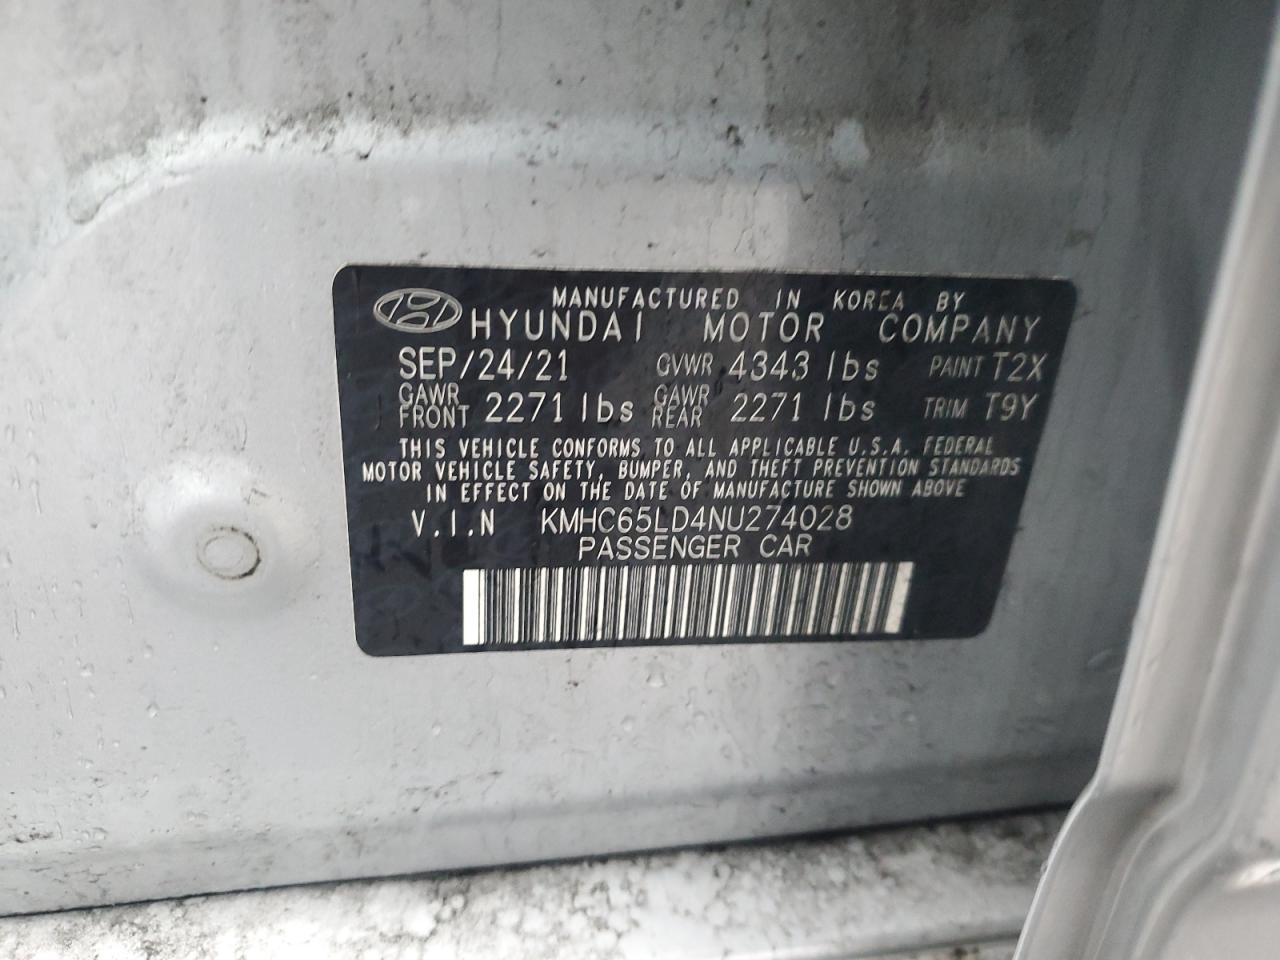 MANUFACTURED IN KOREA BY
HYUNDAI MOTOR COMPANY
SEP/24/21 GVWR 4343 lbs PAINT T2X
GAWR FRONT 2271 lbs GAWR REAR 2271 lbs TRIM T9Y
THIS VEHICLE CONFORMS TO ALL APPLICABLE U.S.A. FEDERAL
MOTOR VEHICLE SAFETY, BUMPER, AND THEFT PREVENTION STANDARDS
IN EFFECT ON THE DATE OF MANUFACTURE SHOWN ABOVE
V.I.N KMHC65LD4NU274028
PASSENGER CAR